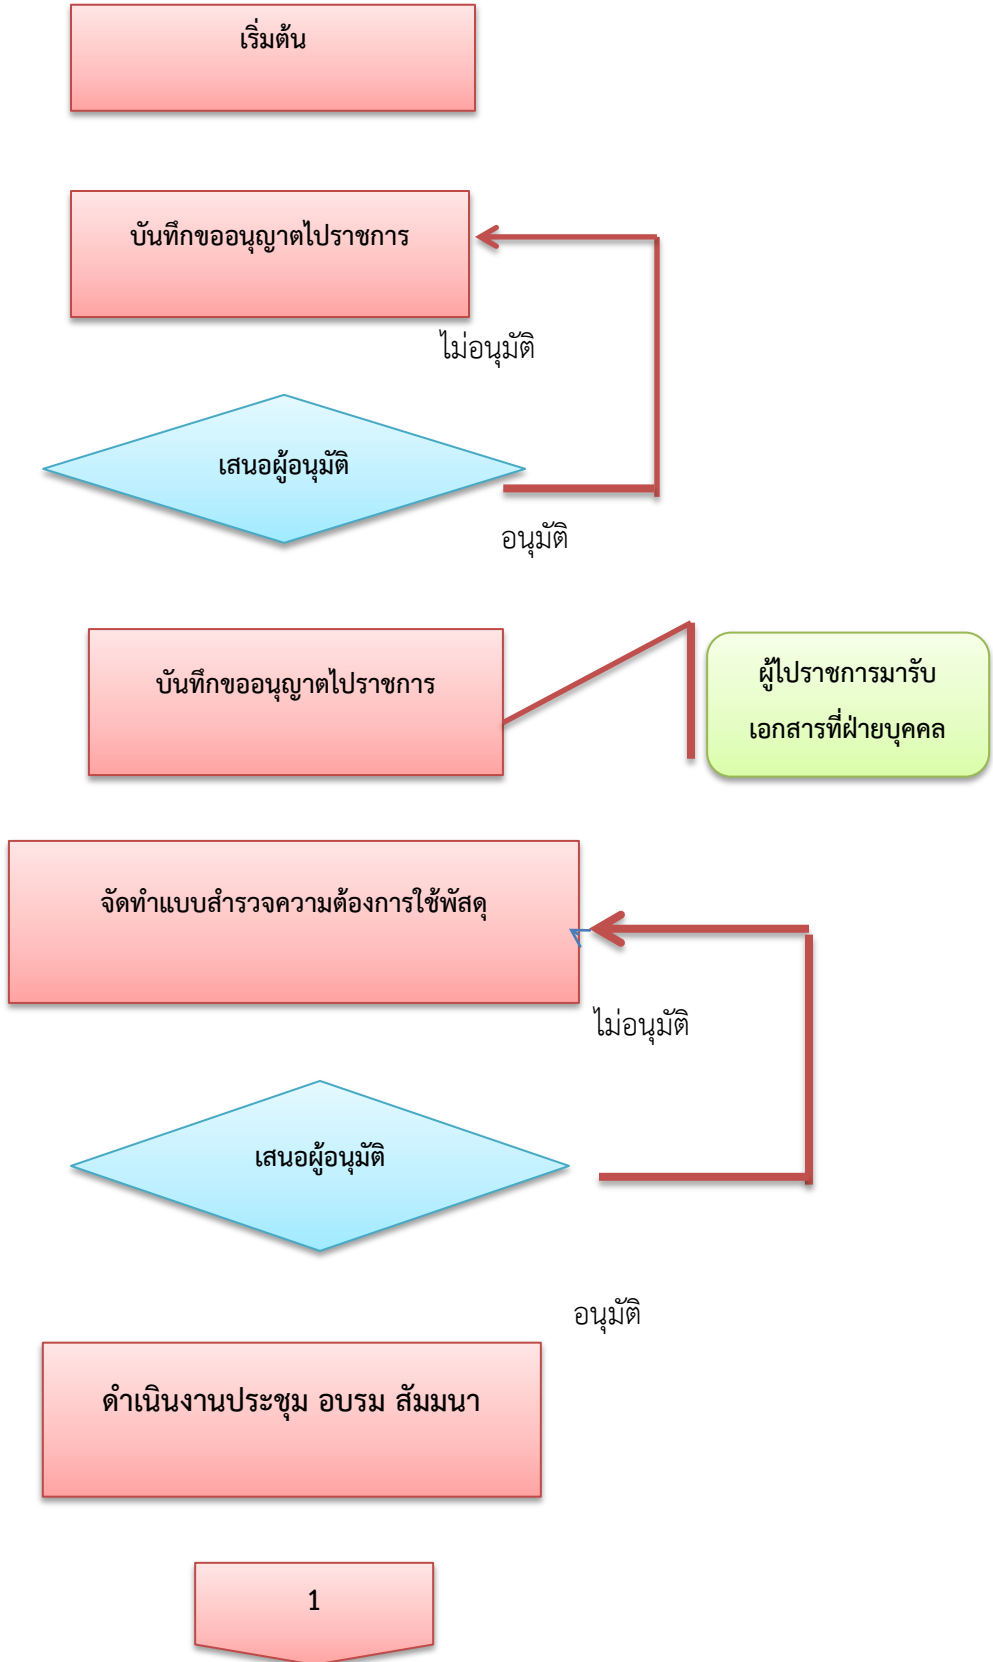 เริ่มต้น
บันทึกขออนุญาตไปราชการ
ไม่อนุมัติ
เสนอผู้อนุมัติ
อนุมัติ
บันทึกขออนุญาตไปราชการ
ผู้ไปราชการมารับ
เอกสารที่ฝ่ายบุคคล
จัดทำแบบสำรวจความต้องการใช้พัสดุ
ไม่อนุมัติ
เสนอผู้อนุมัติ
อนุมัติ
ดำเนินงานประชุม อบรม สัมมนา
1